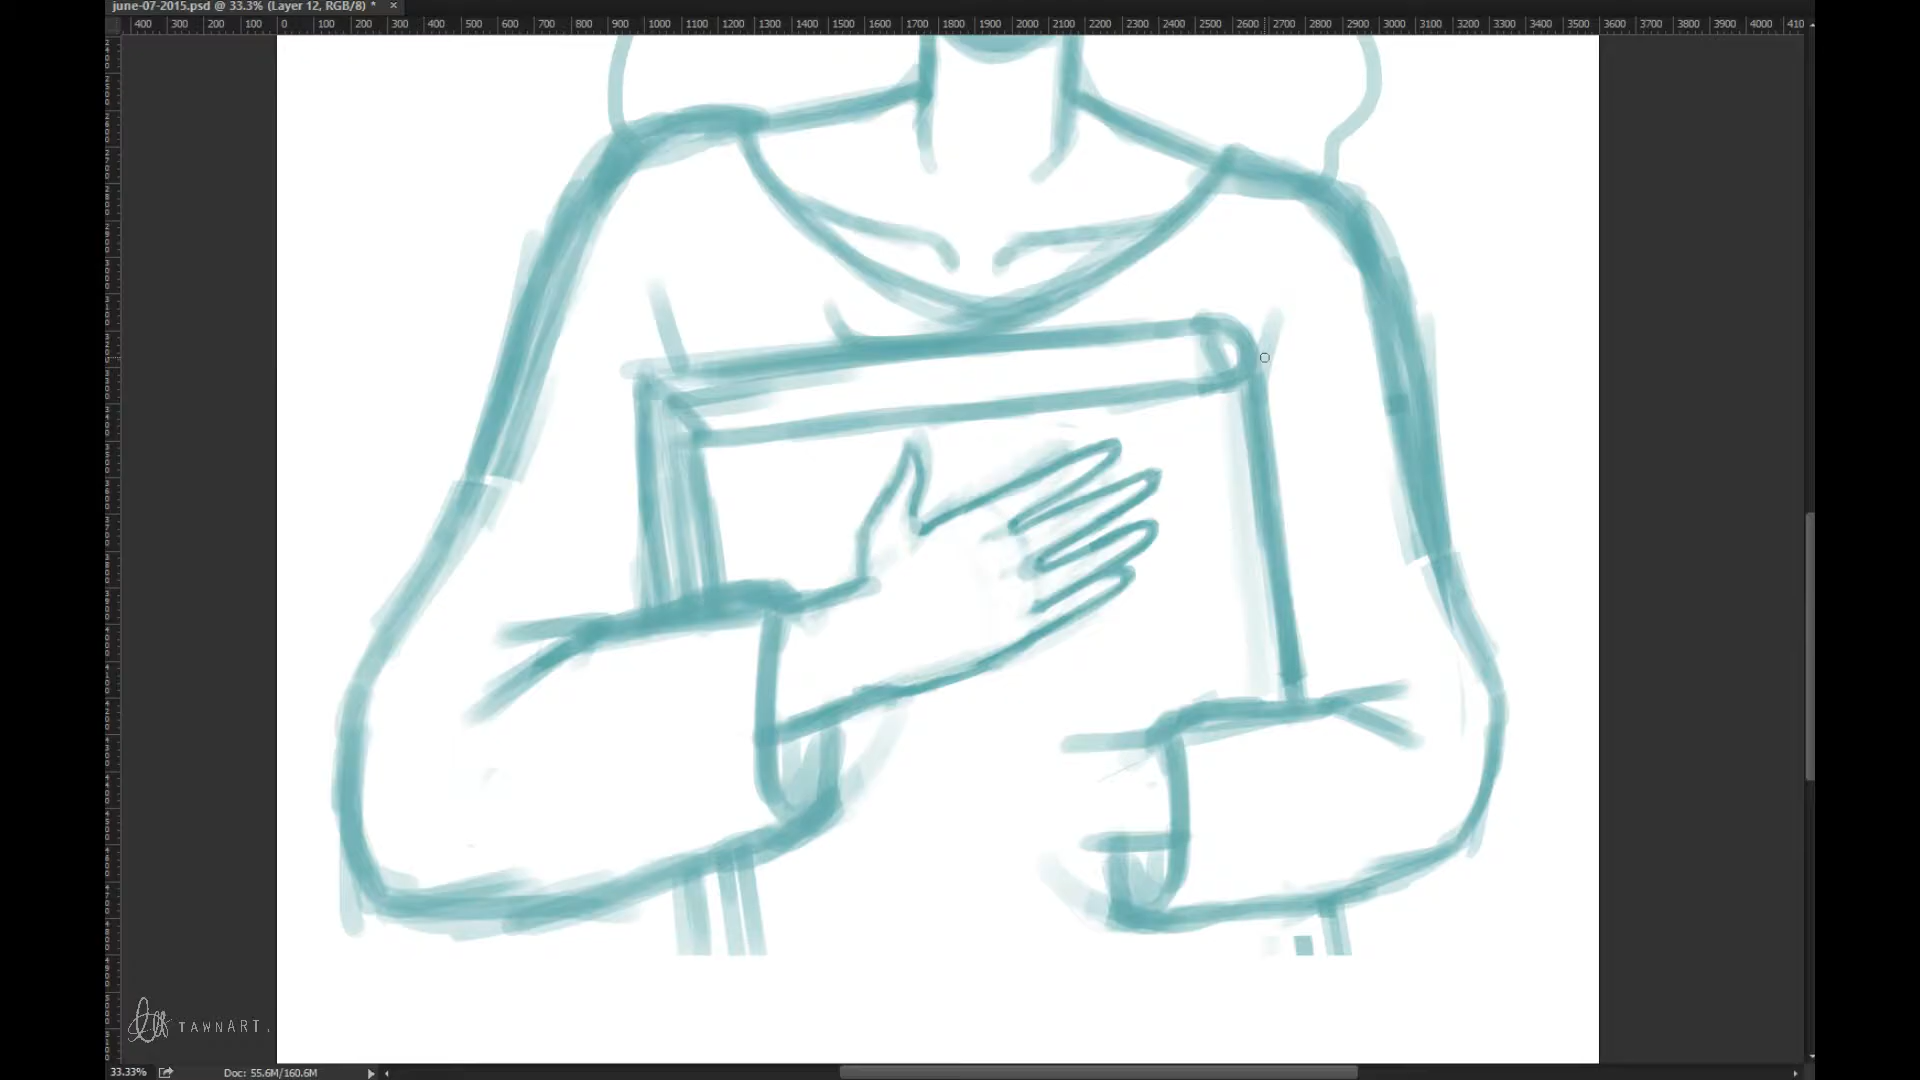 june-07-2015.psd @ 33.3% (Layer 12, RGB/8) * ×
400 300 200 100 0 100 200 300 400 500 600 700 800 900 1000 1100 1200 1300 1400 1500 1600 1700 1800 1900 2000 2100 2200 2300 2400 2500 2600 2700 2800 2900 3000 3100 3200 3300 3400 3500 3600 3700 3800 3900 4000 410
TAWNART.
33.33% Doc: 55.6M/160.6M